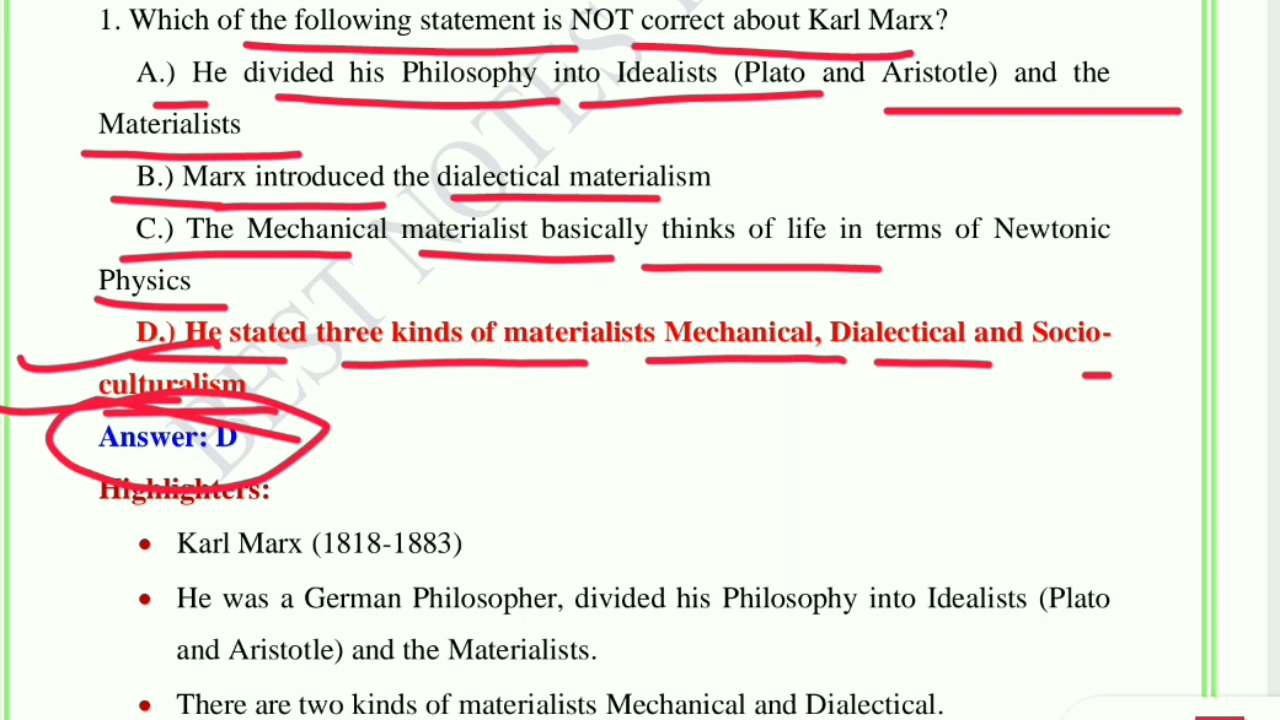 1. Which of the following statement is NOT correct about Karl Marx?
A.) He divided his Philosophy into Idealists (Plato and Aristotle) and the
Materialists
B.) Marx introduced the dialectical materialism
C.) The Mechanical materialist basically thinks of life in terms of Newtonic
Physics
D.) He stated three kinds of materialists Mechanical, Dialectical and Socio-
culturalism
Answer: D
Highlighters:
• Karl Marx (1818-1883)
• He was a German Philosopher, divided his Philosophy into Idealists (Plato
and Aristotle) and the Materialists.
• There are two kinds of materialists Mechanical and Dialectical.
BEST NOTES